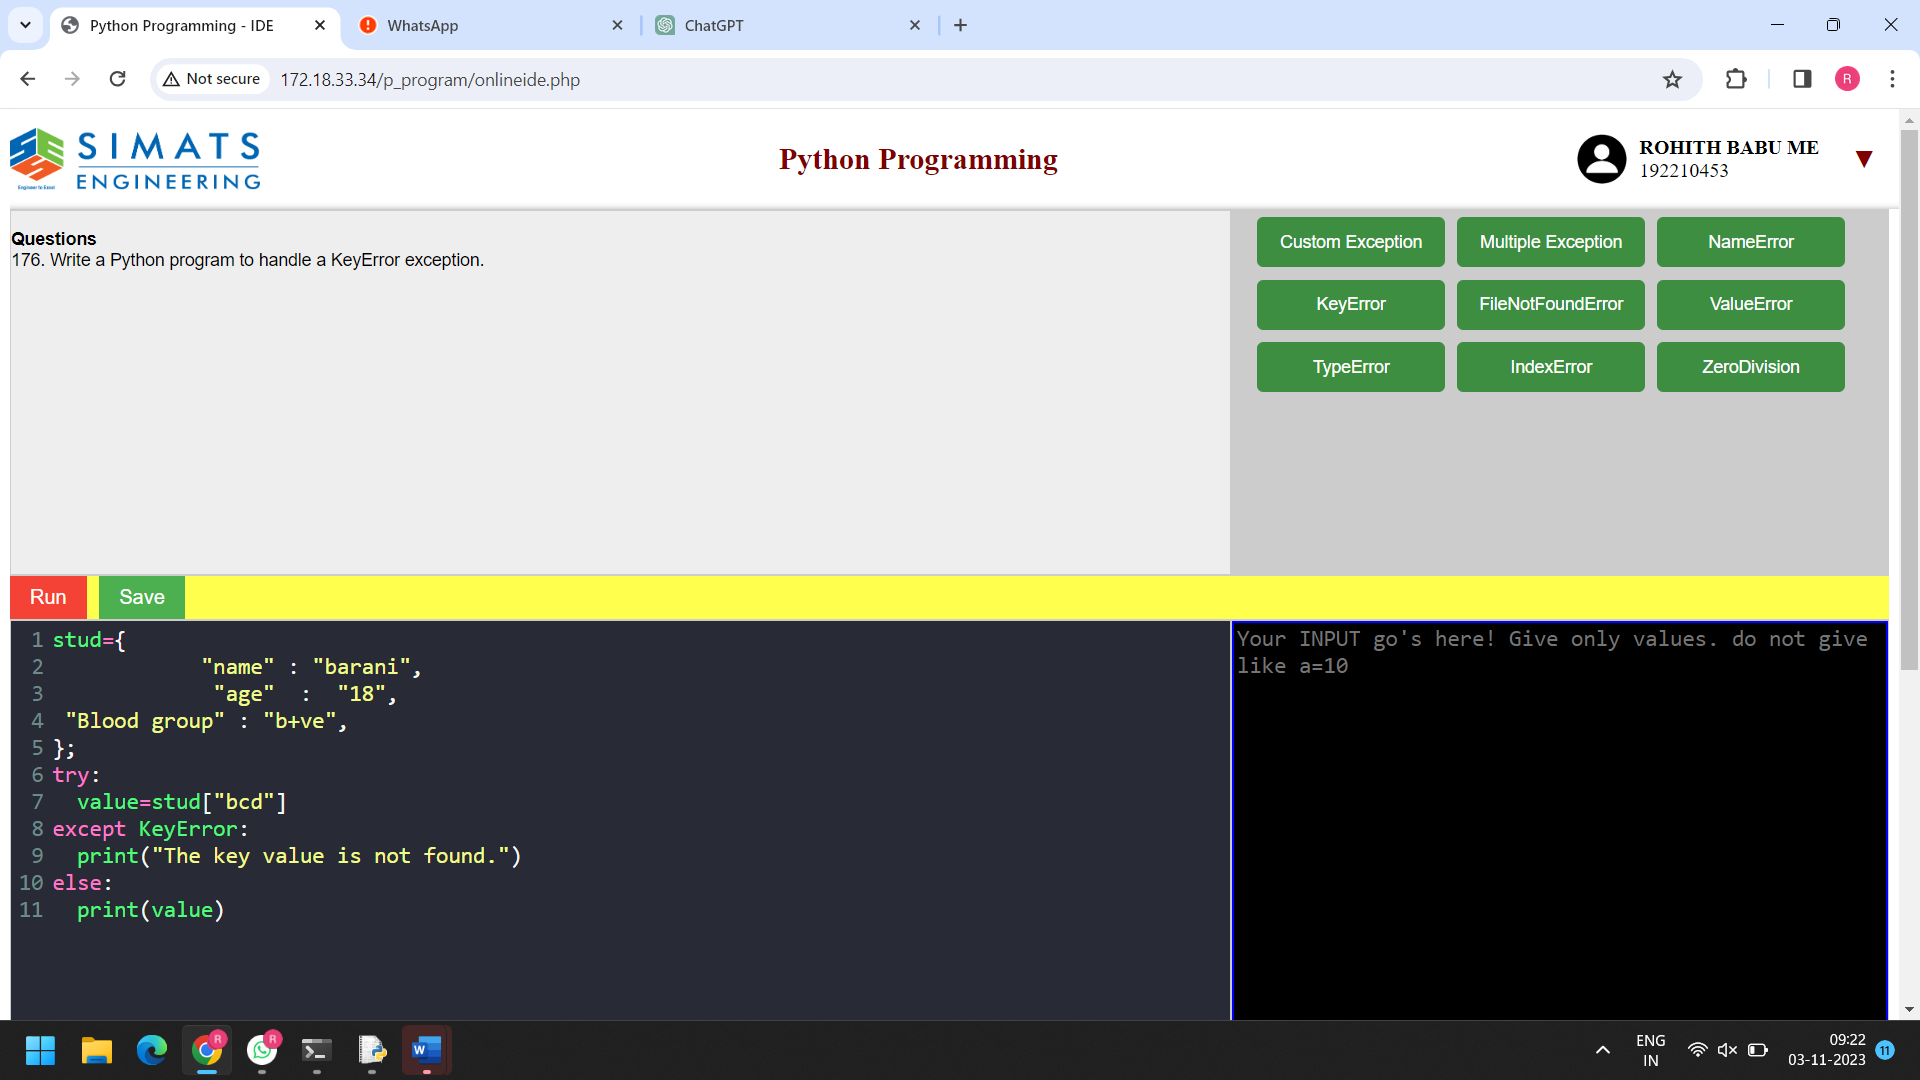 Python Programming - IDE
WhatsApp
ChatGPT
Not secure
172.18.33.34/p_program/onlineide.php
R
SIMATS
ENGINEERING
Engineer to Excel
Python Programming
ROHITH BABU ME
192210453
Questions
176. Write a Python program to handle a KeyError exception.
Custom Exception
Multiple Exception
NameError
KeyError
FileNotFoundError
ValueError
TypeError
IndexError
ZeroDivision
Run
Save
1 stud={
2             "name" : "barani",
3              "age"  :  "18",
4  "Blood group" : "b+ve",
5 };
6 try:
7   value=stud["bcd"]
8 except KeyError:
9   print("The key value is not found.")
10 else:
11   print(value)
Your INPUT go's here! Give only values. do not give
like a=10
R
R
W
ENG
IN
09:22
03-11-2023
11